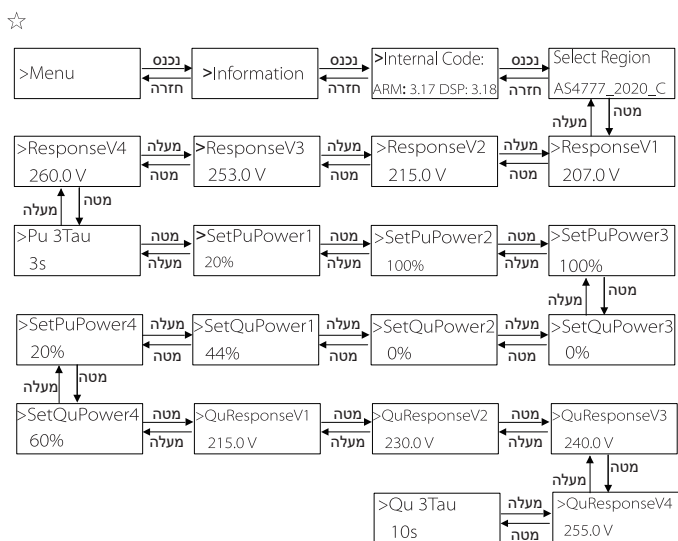 ☆
>Menu
נכנס
חזרה
>Information
נכנס
חזרה
>Internal Code:
ARM: 3.17 DSP: 3.18
נכנס
חזרה
Select Region
AS4777_2020_C
מעלה
מטה
>ResponseV4
260.0 V
מעלה
מטה
>ResponseV3
253.0 V
מעלה
מטה
>ResponseV2
215.0 V
מעלה
מטה
>ResponseV1
207.0 V
מעלה
מטה
>Pu 3Tau
3s
מטה
מעלה
>SetPuPower1
20%
מטה
מעלה
>SetPuPower2
100%
מטה
מעלה
>SetPuPower3
100%
מעלה
מטה
>SetPuPower4
20%
מעלה
מטה
>SetQuPower1
44%
מעלה
מטה
>SetQuPower2
0%
מעלה
מטה
>SetQuPower3
0%
מעלה
מטה
>SetQuPower4
60%
מטה
מעלה
>QuResponseV1
215.0 V
מטה
מעלה
>QuResponseV2
230.0 V
מטה
מעלה
>QuResponseV3
240.0 V
מעלה
מטה
>Qu 3Tau
10s
מעלה
מטה
>QuResponseV4
255.0 V